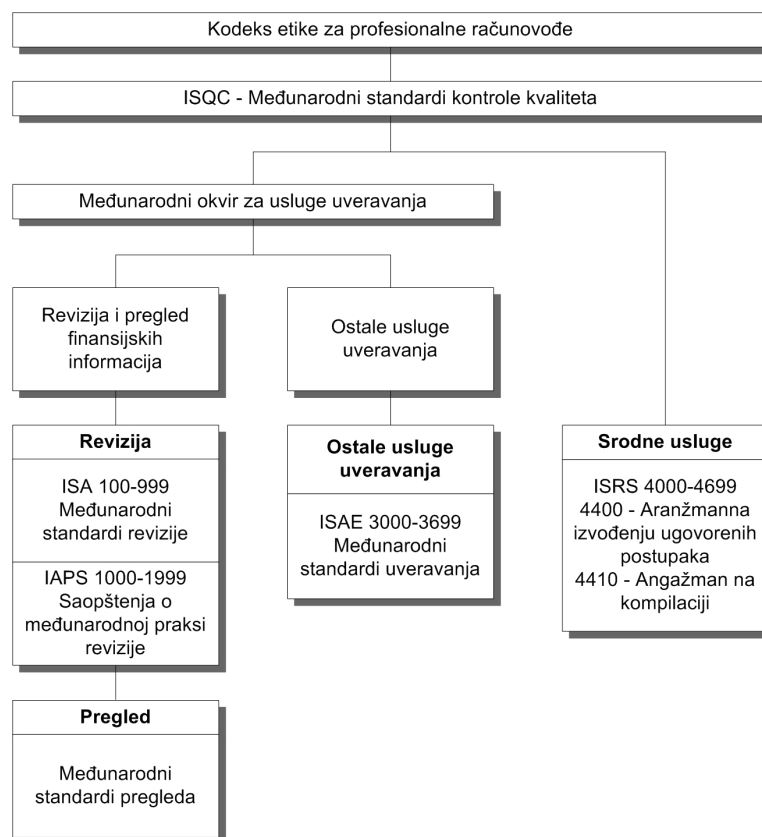 Kodeks etike za profesionalne računovođe
ISQC - Međunarodni standardi kontrole kvaliteta
Međunarodni okvir za usluge uveravanja
Revizija i pregled
finansijskih
informacija
Ostale usluge
uveravanja
Revizija
ISA 100-999
Međunarodni
standardi revizije
IAPS 1000-1999
Saopštenja o
međunarodnoj praksi
revizije
Ostale usluge
uveravanja
ISAE 3000-3699
Međunarodni
standardi uveravanja
Srodne usluge
ISRS 4000-4699
4400 - Aranžmanna
izvođenju ugovorenih
postupaka
4410 - Angažman na
kompilaciji
Pregled
Međunarodni
standardi pregleda